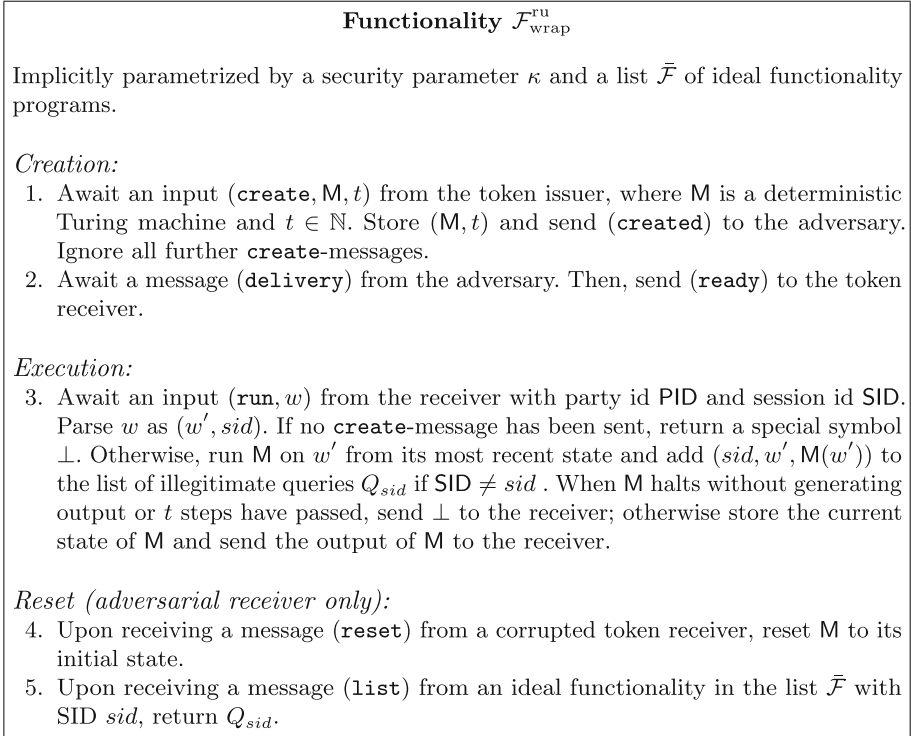 Functionality $\mathcal{F}_{\text{wrap}}^{\text{ru}}$
Implicitly parametrized by a security parameter κ and a list $\bar{\mathcal{F}}$ of ideal functionality
programs.
Creation:
1. Await an input (create, M, t) from the token issuer, where M is a deterministic
Turing machine and t ∈ ℕ. Store (M, t) and send (created) to the adversary.
Ignore all further create-messages.
2. Await a message (delivery) from the adversary. Then, send (ready) to the token
receiver.
Execution:
3. Await an input (run, w) from the receiver with party id PID and session id SID.
Parse w as (w′, sid). If no create-message has been sent, return a special symbol
⊥. Otherwise, run M on w′ from its most recent state and add (sid, w′, M(w′)) to
the list of illegitimate queries $Q_{sid}$ if SID ≠ sid . When M halts without generating
output or t steps have passed, send ⊥ to the receiver; otherwise store the current
state of M and send the output of M to the receiver.
Reset (adversarial receiver only):
4. Upon receiving a message (reset) from a corrupted token receiver, reset M to its
initial state.
5. Upon receiving a message (list) from an ideal functionality in the list $\bar{\mathcal{F}}$ with
SID sid, return $Q_{sid}$.